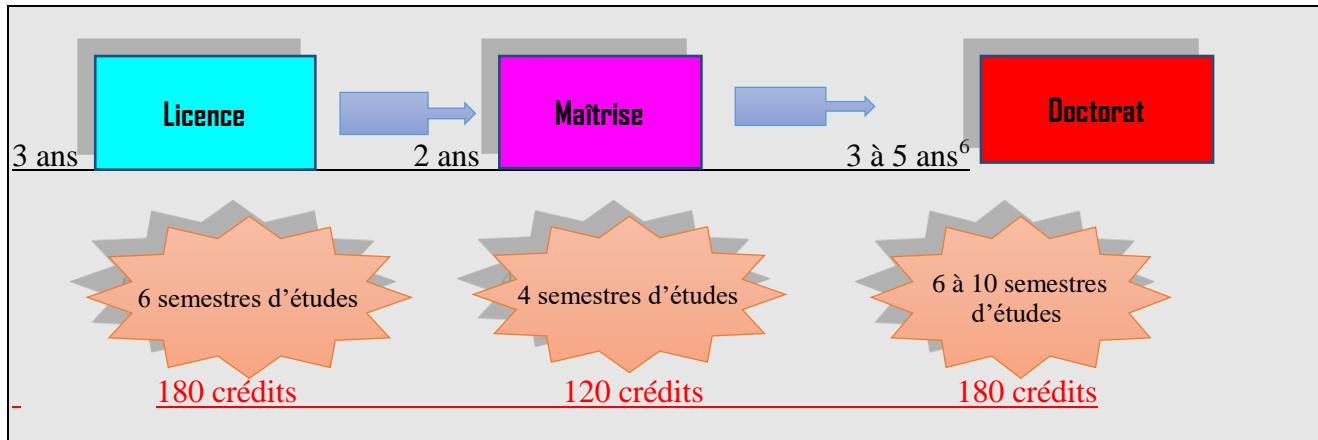 Licence
Maîtrise
Doctorat
3 ans
2 ans
3 à 5 ans⁶
6 semestres d’études
4 semestres d’études
6 à 10 semestres
d’études
180 crédits
120 crédits
180 crédits